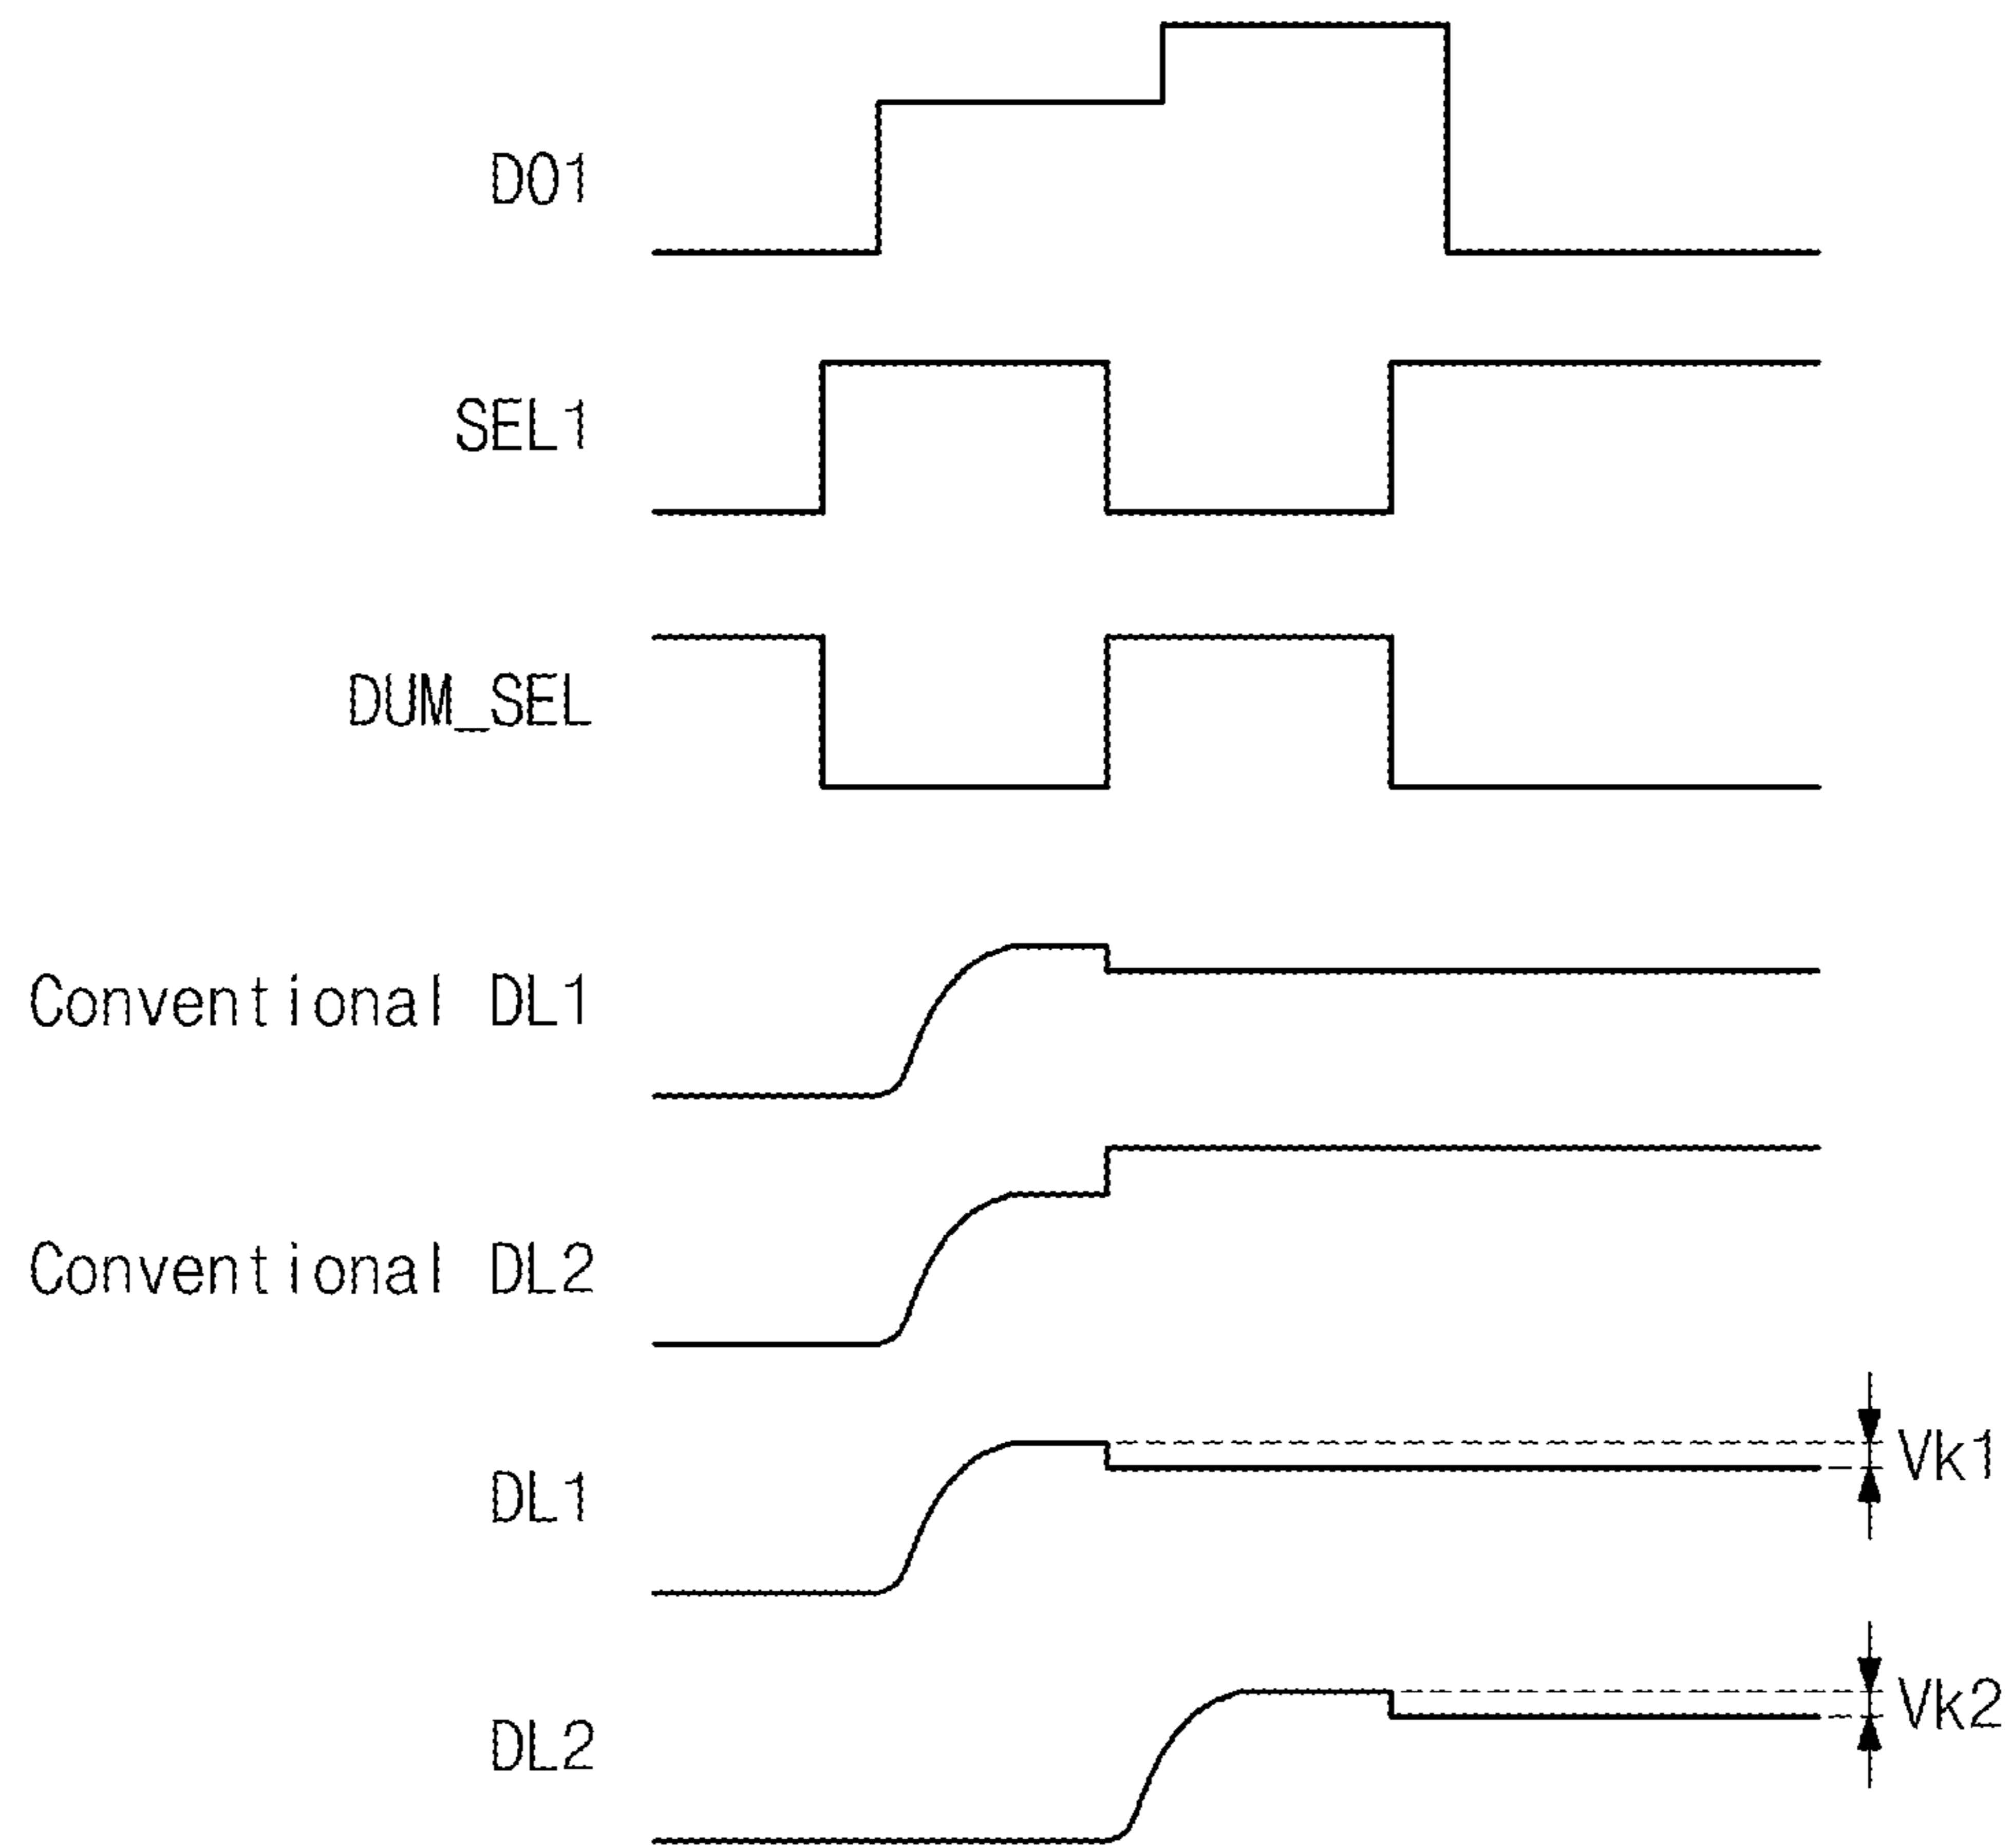 DO1
SEL1
DUM_SEL
Conventional DL1
Conventional DL2
DL1
Vk1
DL2
Vk2